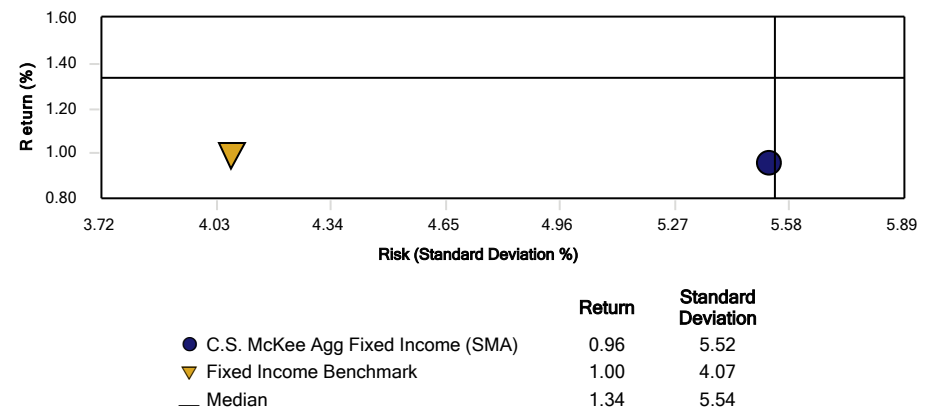 1.60
1.40
1.20
1.00
0.80
Return (%)
3.72 4.03 4.34 4.65 4.96 5.27 5.58 5.89
Risk (Standard Deviation %)
Return Standard Deviation
C.S. McKee Agg Fixed Income (SMA) 0.96 5.52
Fixed Income Benchmark 1.00 4.07
Median 1.34 5.54